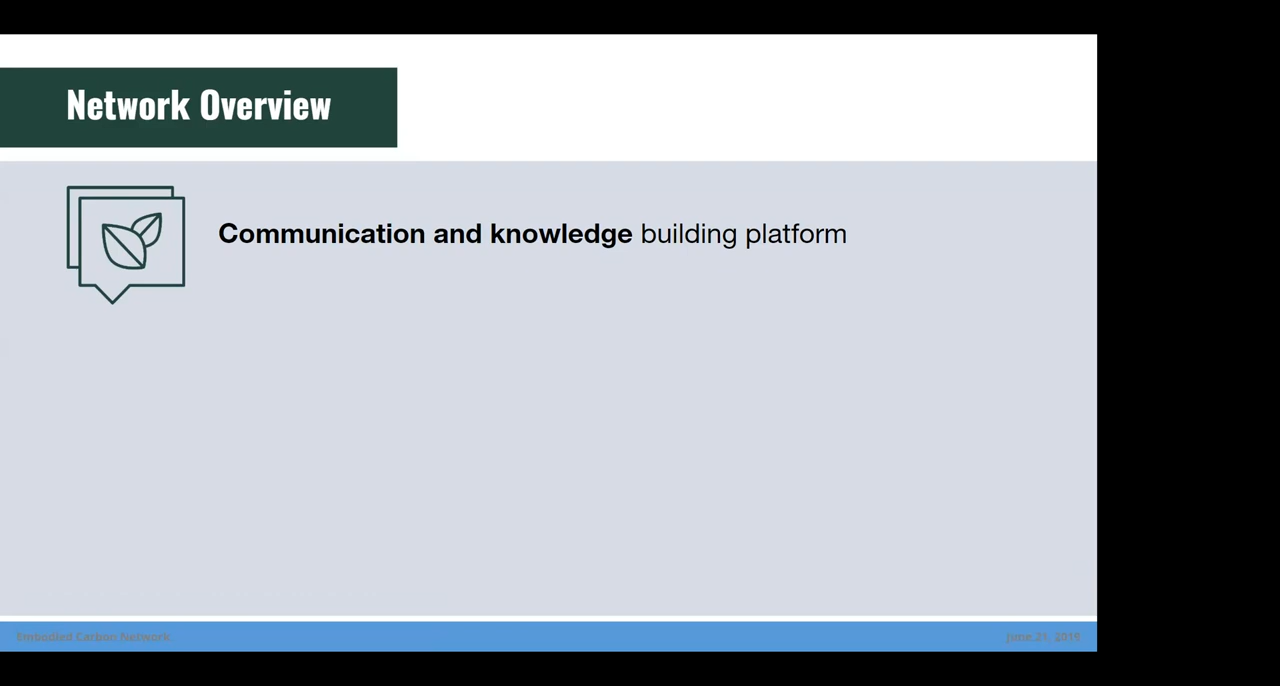 Network Overview
Communication and knowledge building platform
Embodied Carbon Network
June 21, 2019